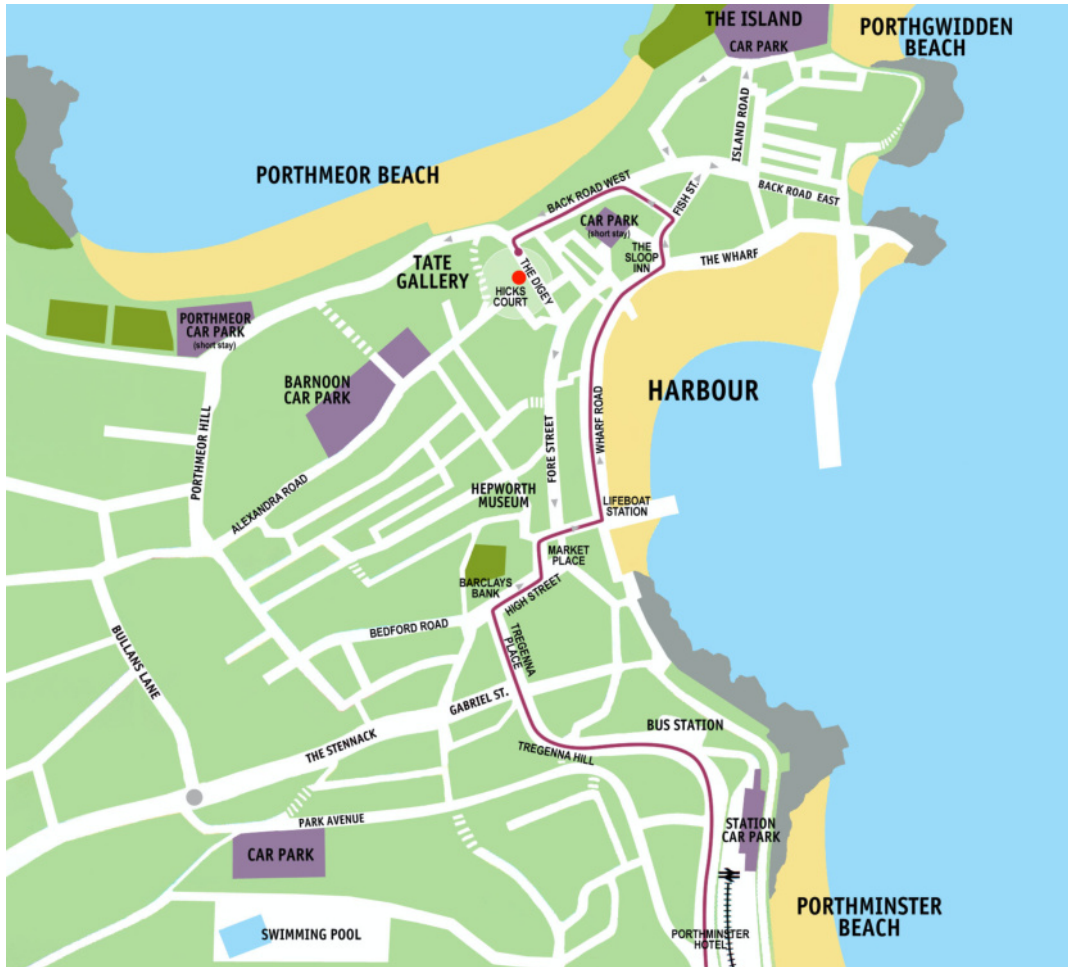 THE ISLAND
CAR PARK
PORTHGWIDDEN
BEACH
ISLAND ROAD
PORTHMEOR BEACH
BACK ROAD WEST
FISH ST.
BACK ROAD EAST
CAR PARK
(short stay)
THE
SLOOP
INN
THE WHARF
TATE
GALLERY
THE DIGEY
HICKS
COURT
PORTHMEOR
CAR PARK
(short stay)
BARNOON
CAR PARK
HARBOUR
WHARF ROAD
FORE STREET
PORTHMEOR HILL
ALEXANDRA ROAD
HEPWORTH
MUSEUM
LIFEBOAT
STATION
MARKET
PLACE
BARCLAYS
BANK
HIGH STREET
BEDFORD ROAD
TREGENNA
PLACE
BULLANS LANE
GABRIEL ST.
THE STENNACK
BUS STATION
TREGENNA HILL
PARK AVENUE
STATION
CAR PARK
CAR PARK
PORTHMINSTER
BEACH
SWIMMING POOL
PORTHMINSTER
HOTEL